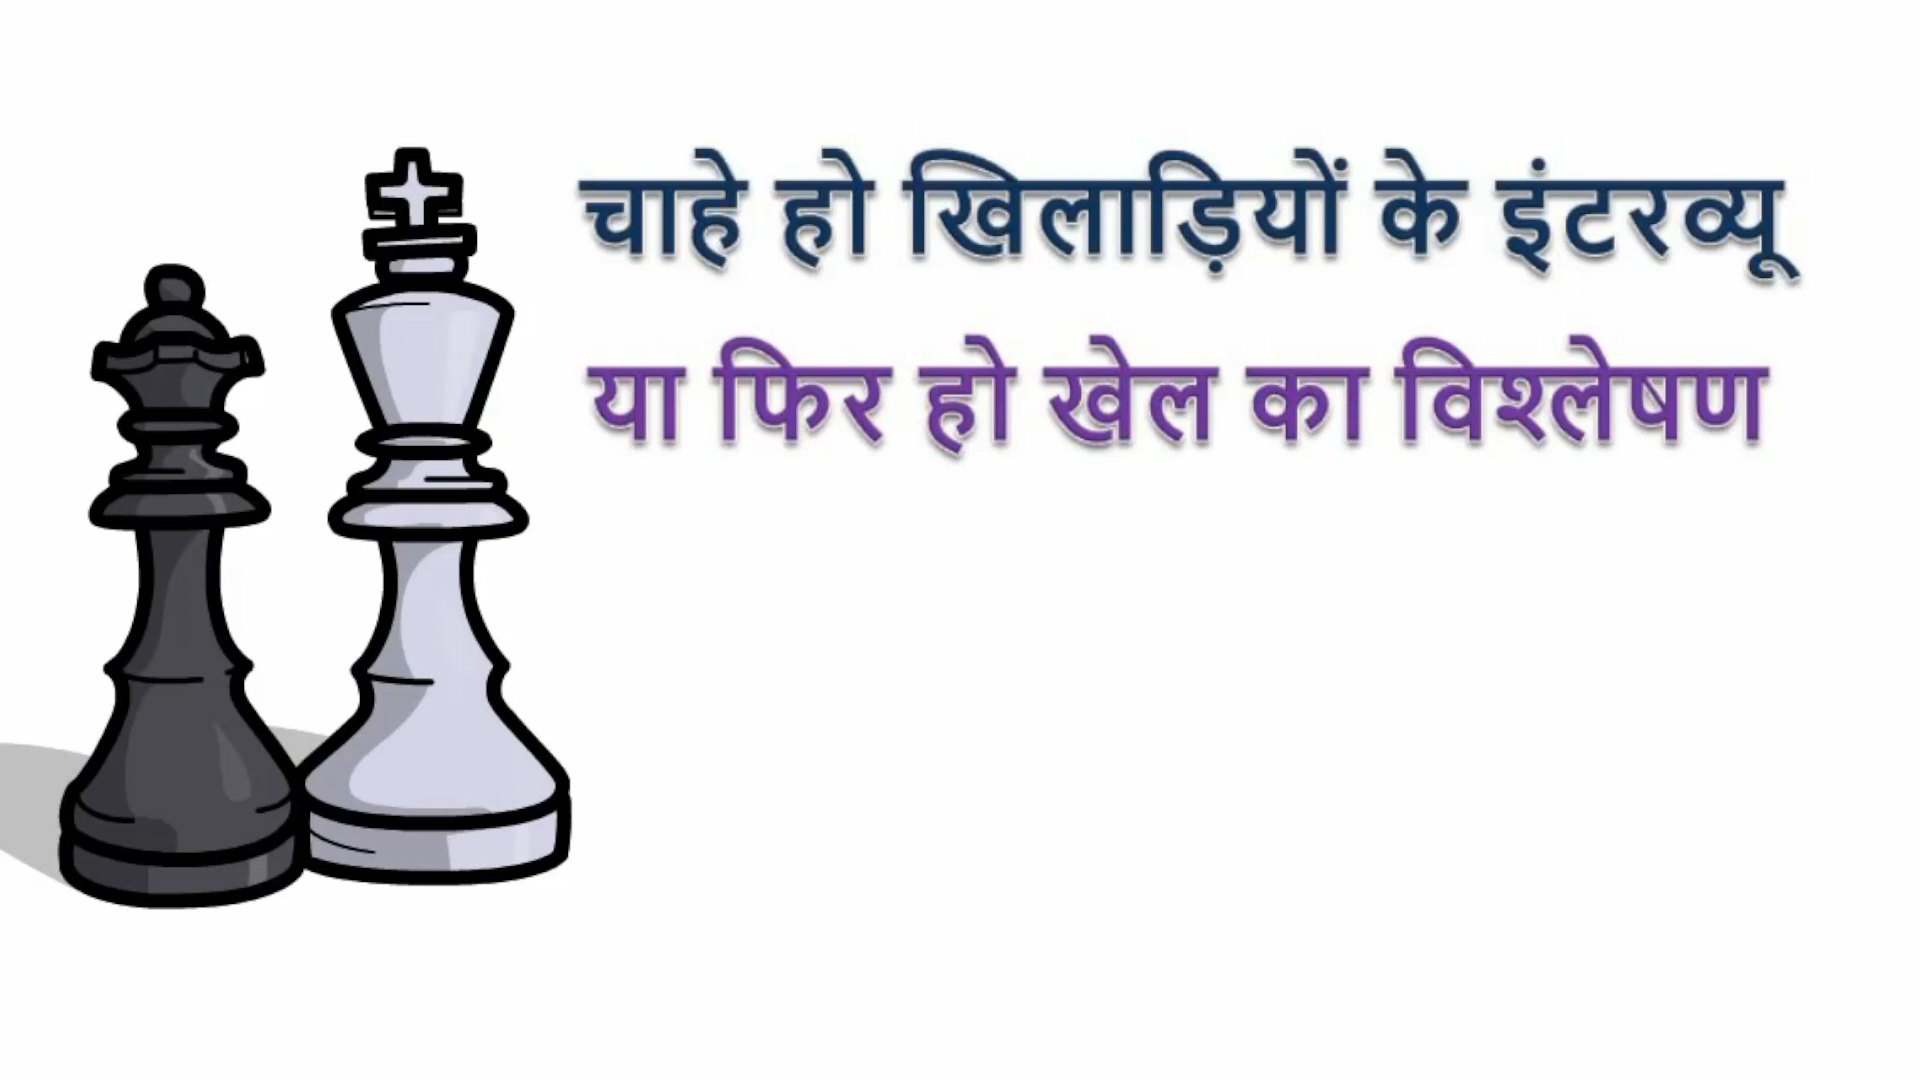 चाहे हो खिलाड़ियों के इंटरव्यू
या फिर हो खेल का विश्लेषण